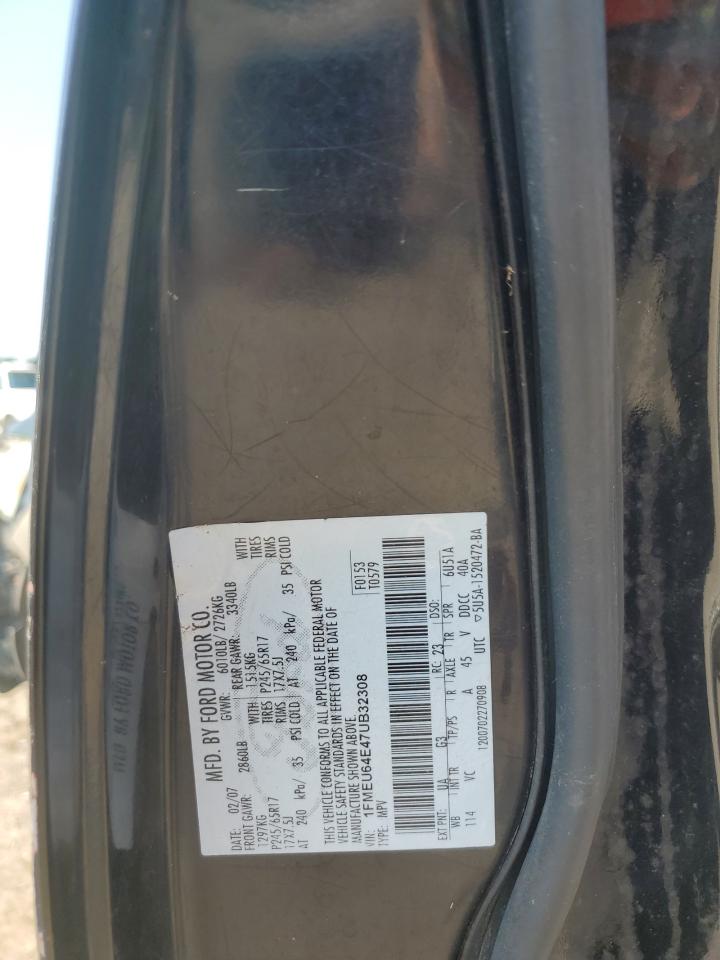 MFD. BY FORD MOTOR CO.
DATE: 02/07 GVWR: 6010LB/2726KG
FRONT GAWR: 2860LB REAR GAWR: 3340LB
1297KG WITH 1515KG WITH
P245/65R17 TIRES P245/65R17 TIRES
17X7.5J RIMS 17X7.5J RIMS
AT 240 kPa/ 35 PSI COLD AT 240 kPa/ 35 PSI COLD
THIS VEHICLE CONFORMS TO ALL APPLICABLE FEDERAL MOTOR
VEHICLE SAFETY STANDARDS IN EFFECT ON THE DATE OF
MANUFACTURE SHOWN ABOVE.
VIN: 1FMEU64E47UB32308
TYPE: MPV
F0153
T0579
EXT PNT: UA G3 RC: 23 DSO:
WB INT TR TP/PS R AXLE TR SPR 6U51A
114 VC A 45 V DDCC 40A
1200702270908 UTC ▽5U5A-1520472-BA